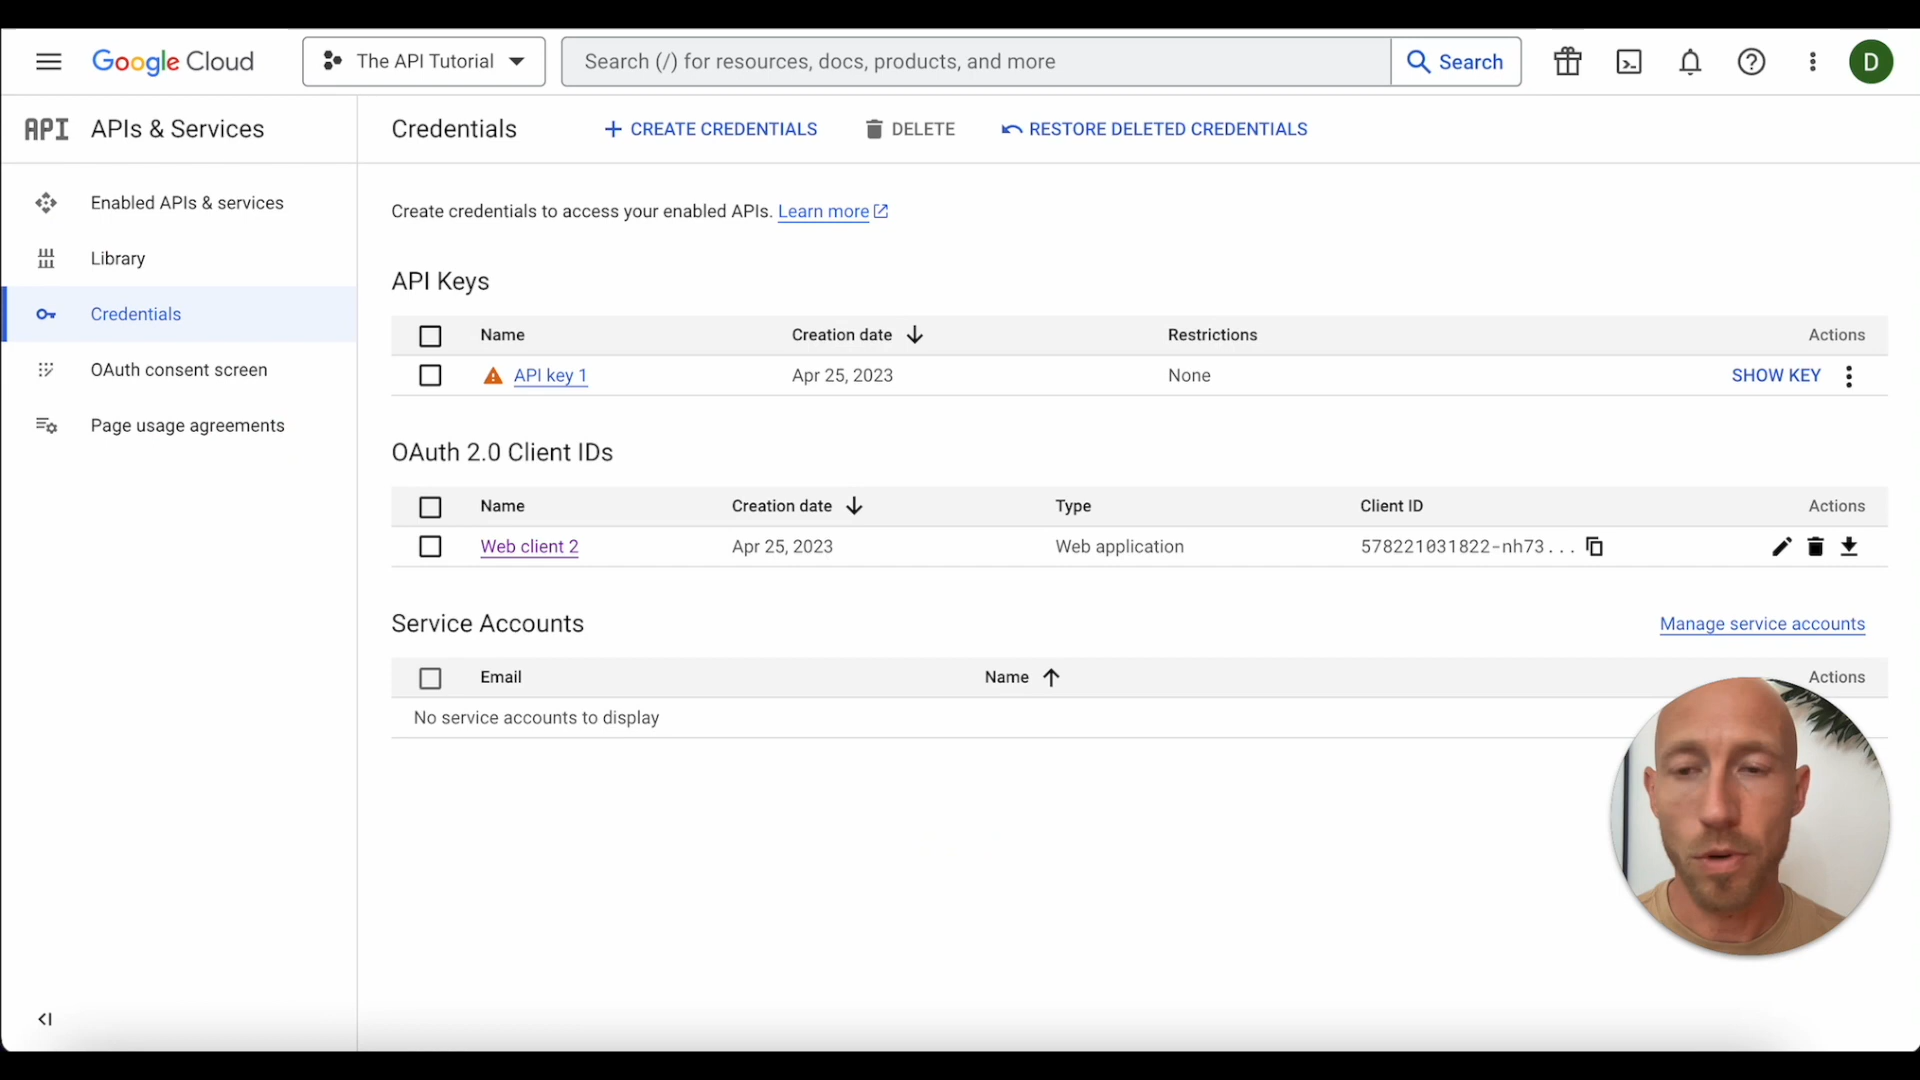 Google Cloud
The API Tutorial
Search (/) for resources, docs, products, and more
Search
D
API APIs & Services
Credentials
CREATE CREDENTIALS
DELETE
RESTORE DELETED CREDENTIALS
Enabled APIs & services
Library
Credentials
OAuth consent screen
Page usage agreements
Create credentials to access your enabled APIs. Learn more
API Keys
Name Creation date Restrictions Actions
API key 1 Apr 25, 2023 None SHOW KEY
OAuth 2.0 Client IDs
Name Creation date Type Client ID Actions
Web client 2 Apr 25, 2023 Web application 578221031822-nh73...
Service Accounts
Manage service accounts
Email Name Actions
No service accounts to display